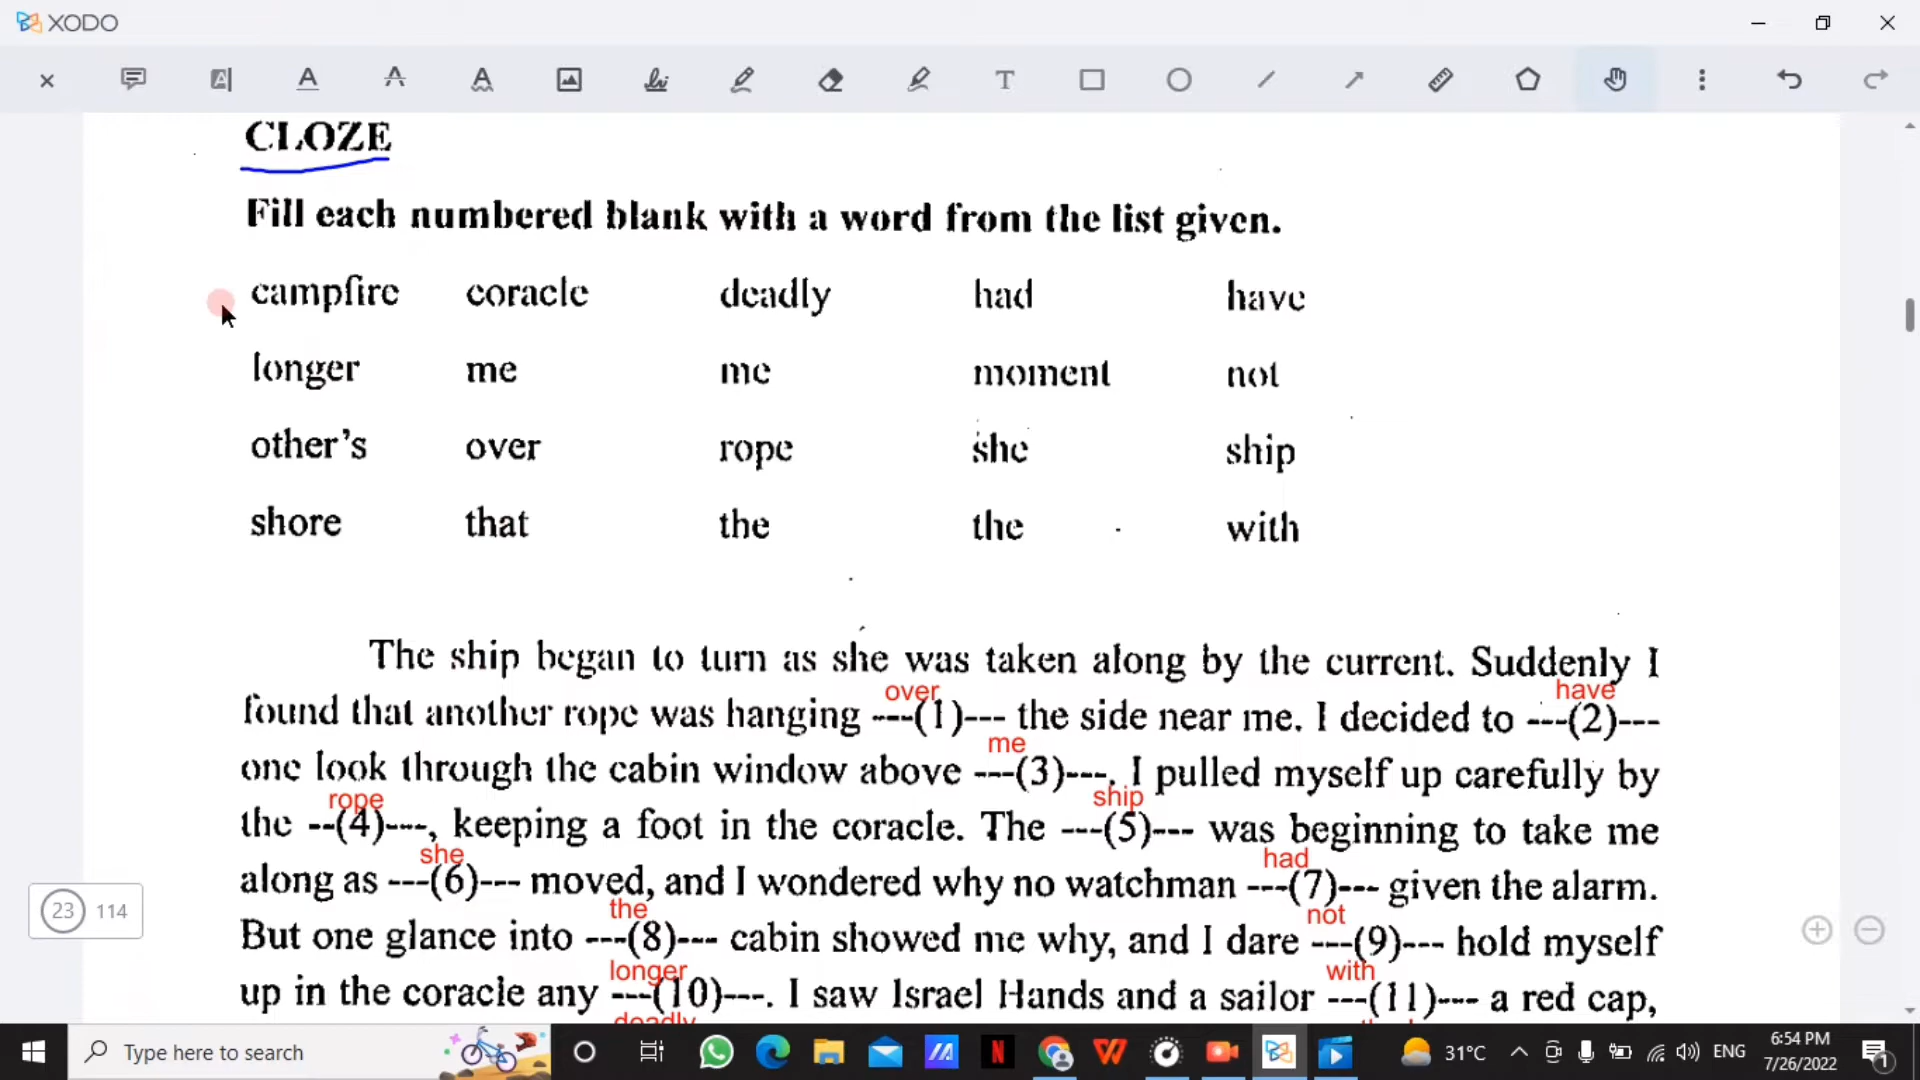 XODO
CLOZE
Fill each numbered blank with a word from the list given.
campfire coracle deadly had have
longer me me moment not
other's over rope she ship
shore that the the with
The ship began to turn as she was taken along by the current. Suddenly I
over have
found that another rope was hanging ---(1)--- the side near me. I decided to ---(2)---
me
one look through the cabin window above ---(3)---. I pulled myself up carefully by
rope ship
the --(4)---, keeping a foot in the coracle. The ---(5)--- was beginning to take me
she had
along as ---(6)--- moved, and I wondered why no watchman ---(7)--- given the alarm.
the not
But one glance into ---(8)--- cabin showed me why, and I dare ---(9)--- hold myself
longer with
up in the coracle any ---(10)---. I saw Israel Hands and a sailor ---(11)--- a red cap,
deadly
23 114
Type here to search
31°C
ENG
6:54 PM
7/26/2022
1